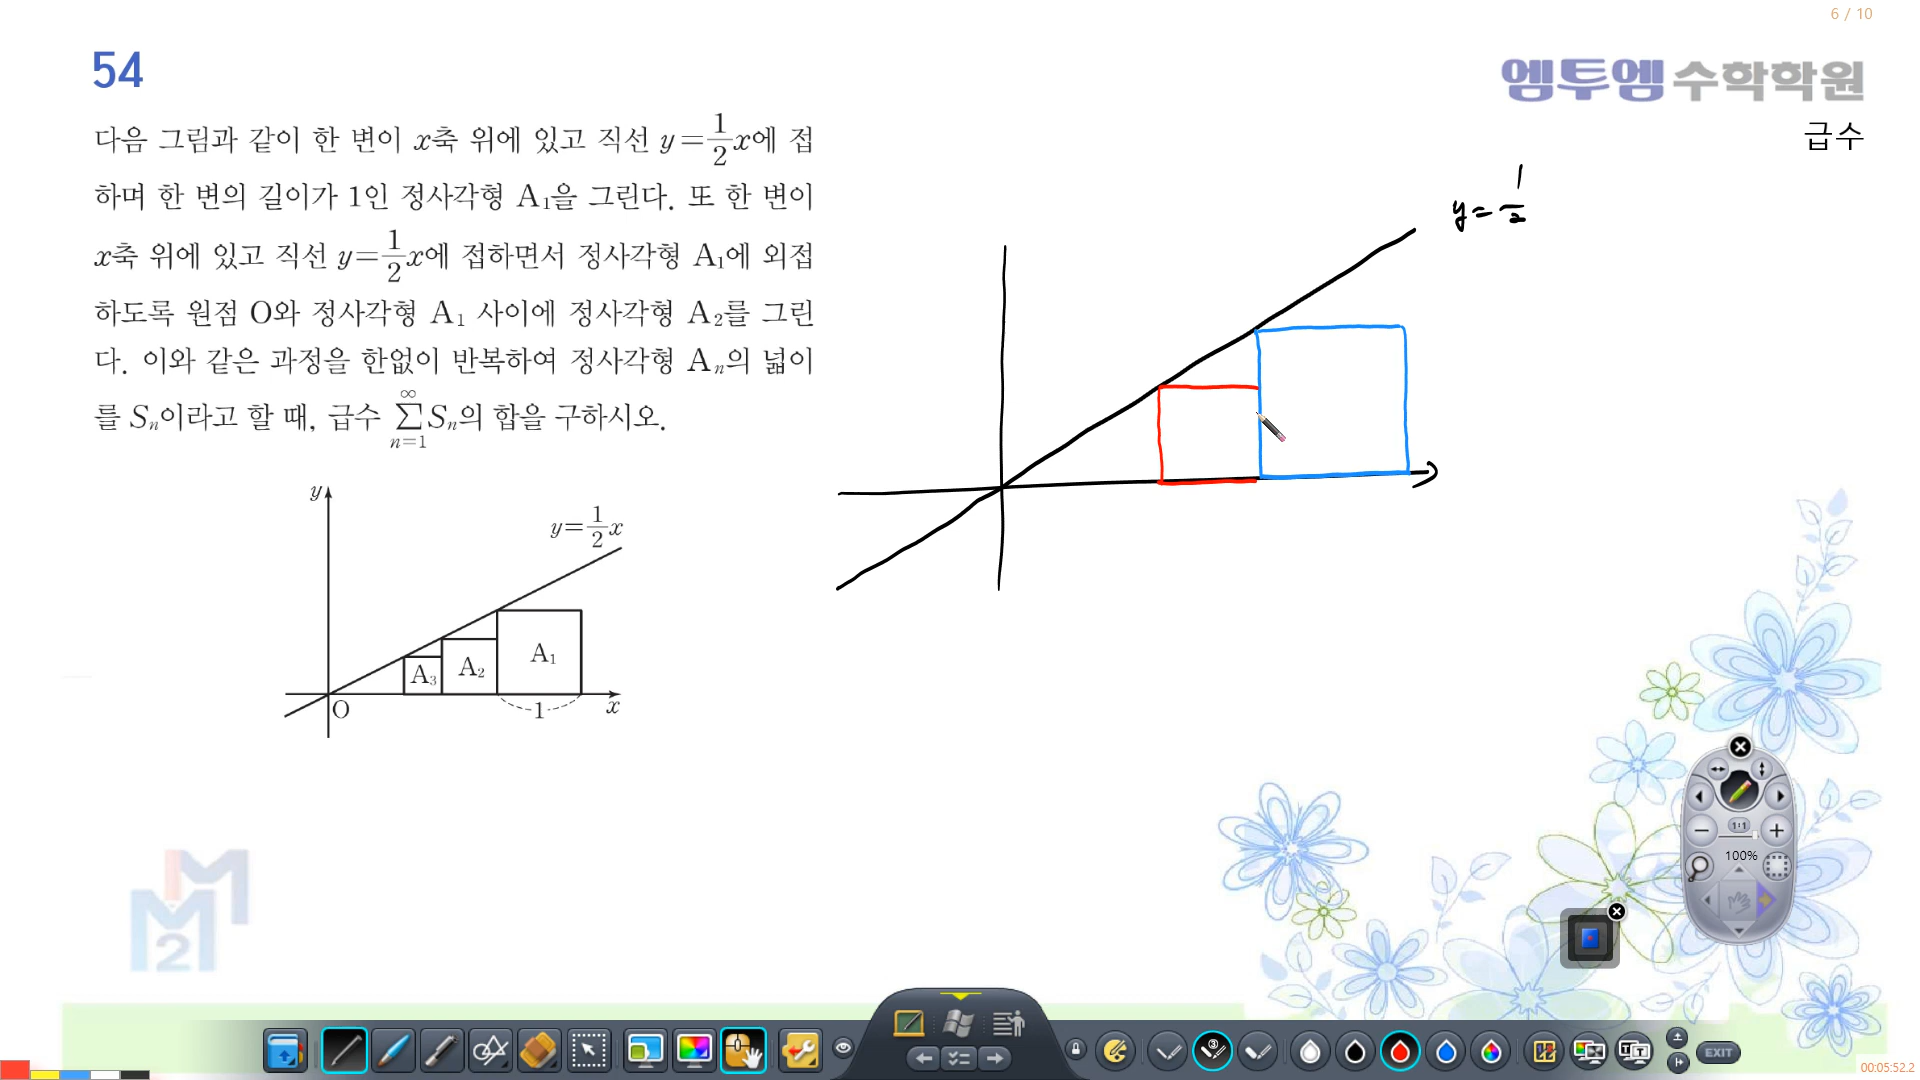 6 / 10
54
엠투엠수학학원
급수
다음 그림과 같이 한 변이 x축 위에 있고 직선 y=1/2x에 접
하며 한 변의 길이가 1인 정사각형 A₁을 그린다. 또 한 변이
x축 위에 있고 직선 y=1/2x에 접하면서 정사각형 A₁에 외접
하도록 원점 O와 정사각형 A₁ 사이에 정사각형 A₂를 그린
다. 이와 같은 과정을 한없이 반복하여 정사각형 Aₙ의 넓이
를 Sₙ이라고 할 때, 급수 ∑n=1∞ Sₙ의 합을 구하시오.
y=1/2
y
y=1/2x
A₃ A₂ A₁
O 1 x
M2M
1:1
100%
3
EXIT
00:05:52.2